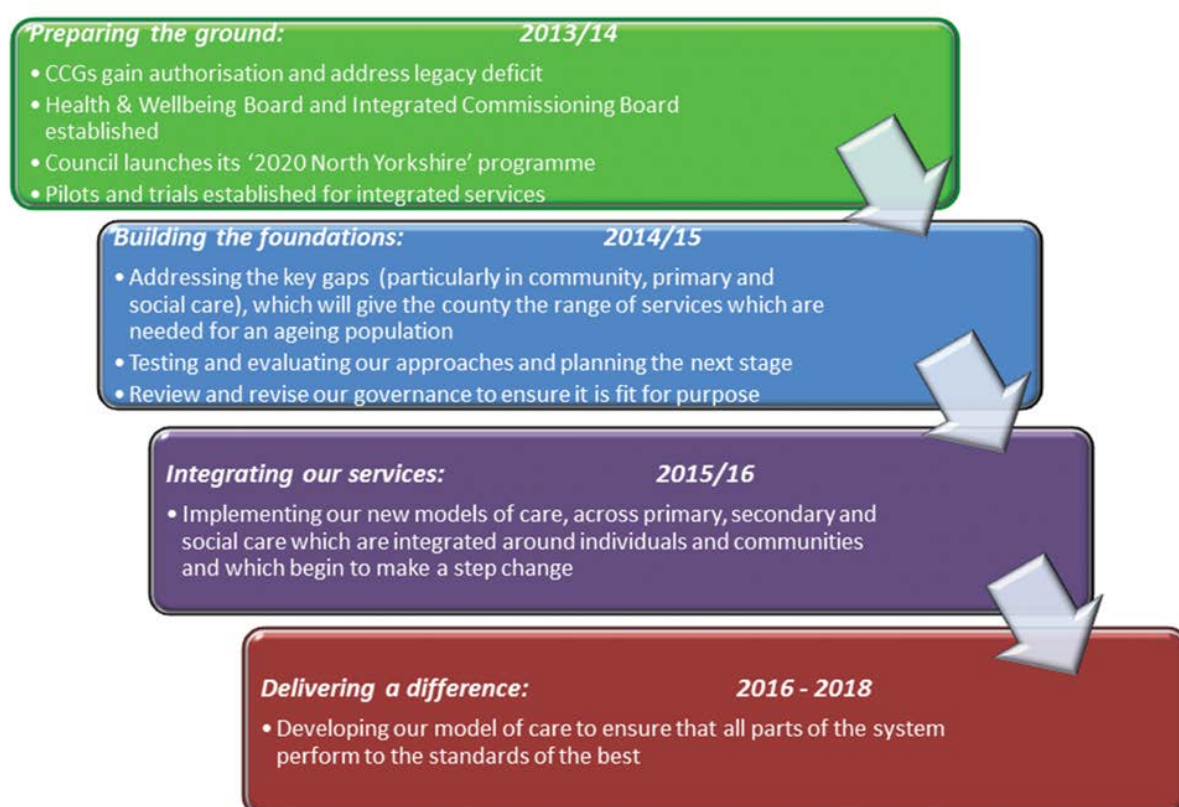 Preparing the ground: 2013/14
• CCGs gain authorisation and address legacy deficit
• Health & Wellbeing Board and Integrated Commissioning Board
established
• Council launches its ‘2020 North Yorkshire’ programme
• Pilots and trials established for integrated services
Building the foundations: 2014/15
• Addressing the key gaps (particularly in community, primary and
social care), which will give the county the range of services which are
needed for an ageing population
• Testing and evaluating our approaches and planning the next stage
• Review and revise our governance to ensure it is fit for purpose
Integrating our services: 2015/16
• Implementing our new models of care, across primary, secondary and
social care which are integrated around individuals and communities
and which begin to make a step change
Delivering a difference: 2016 - 2018
• Developing our model of care to ensure that all parts of the system
perform to the standards of the best